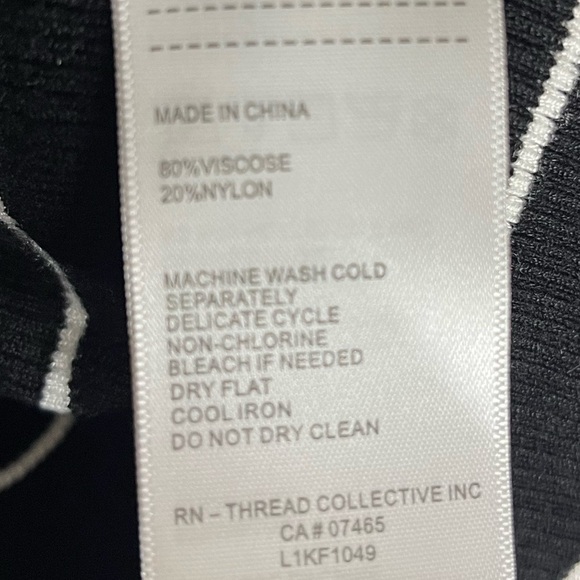 MADE IN CHINA
80%VISCOSE
20%NYLON
MACHINE WASH COLD
SEPARATELY
DELICATE CYCLE
NON-CHLORINE
BLEACH IF NEEDED
DRY FLAT
COOL IRON
DO NOT DRY CLEAN
RN – THREAD COLLECTIVE INC
CA# 07465
L1KF1049